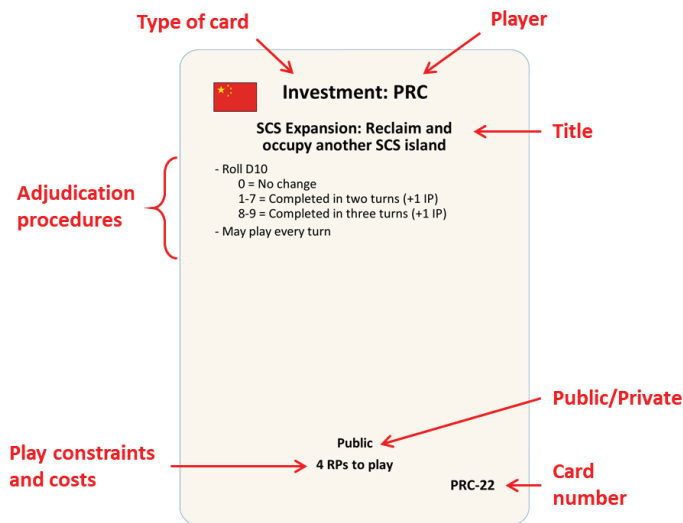 Type of card
Player
Investment: PRC
SCS Expansion: Reclaim and
occupy another SCS island
Title
Adjudication
procedures
- Roll D10
0 = No change
1-7 = Completed in two turns (+1 IP)
8-9 = Completed in three turns (+1 IP)
- May play every turn
Public/Private
Public
Play constraints
and costs
4 RPs to play
PRC-22
Card
number